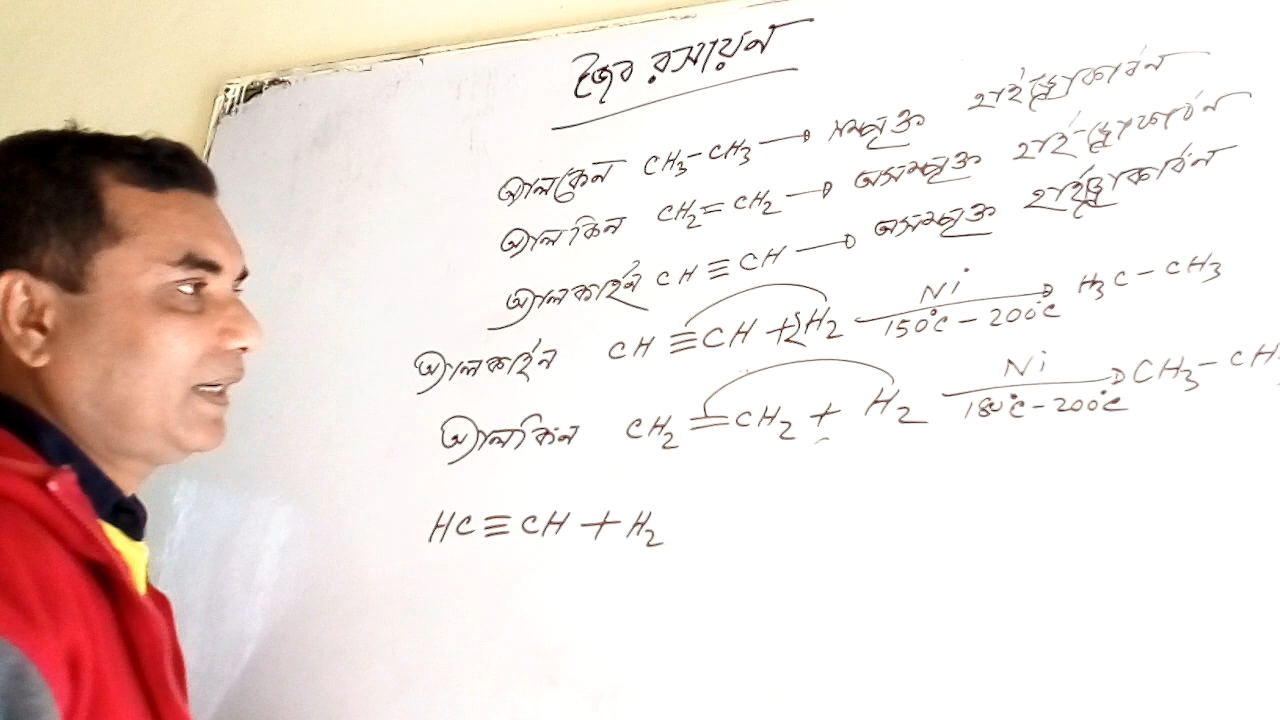 জৈব রসায়ন
অ্যালকেন CH₃-CH₃ → সম্পৃক্ত হাইড্রোকার্বন
অ্যালকিন CH₂=CH₂ → অসম্পৃক্ত হাইড্রোকার্বন
অ্যালকাইন CH≡CH → অসম্পৃক্ত হাইড্রোকার্বন
অ্যালকাইন CH≡CH +2H₂ Ni 150°C - 200°C → H₃C - CH₃
অ্যালকিন CH₂=CH₂ + H₂ Ni 180°C - 200°C → CH₃ - CH
HC≡CH + H₂